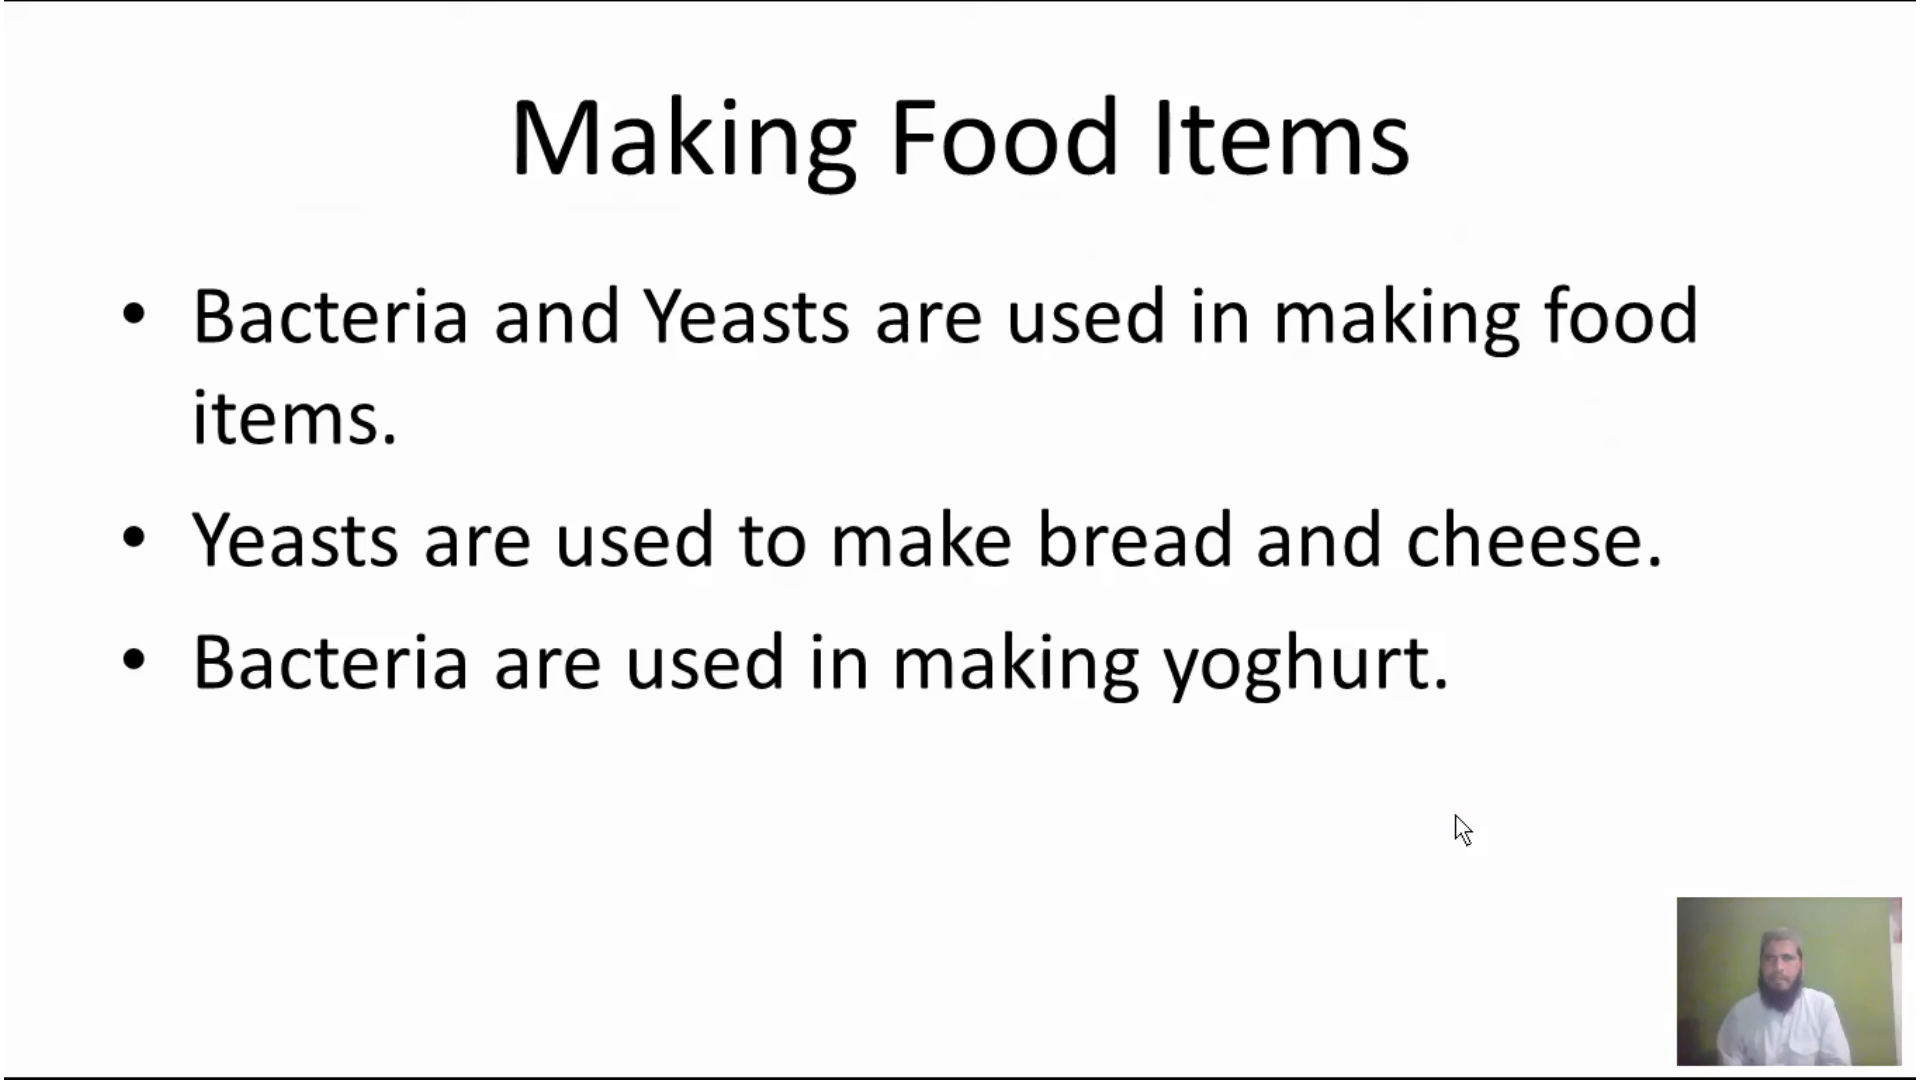 Making Food Items
• Bacteria and Yeasts are used in making food
items.
• Yeasts are used to make bread and cheese.
• Bacteria are used in making yoghurt.